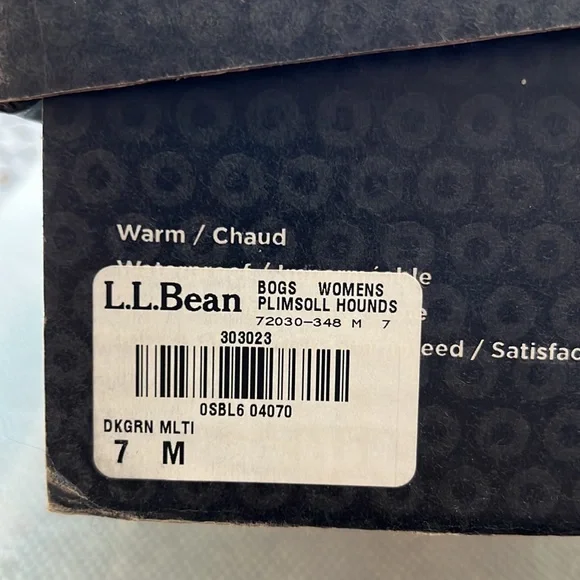 Warm / Chaud
L.L.Bean
BOGS WOMENS
PLIMSOLL HOUNDS
72030-348 M 7
303023
eed / Satisfac
0SBL6 04070
DKGRN MLTI
7 M